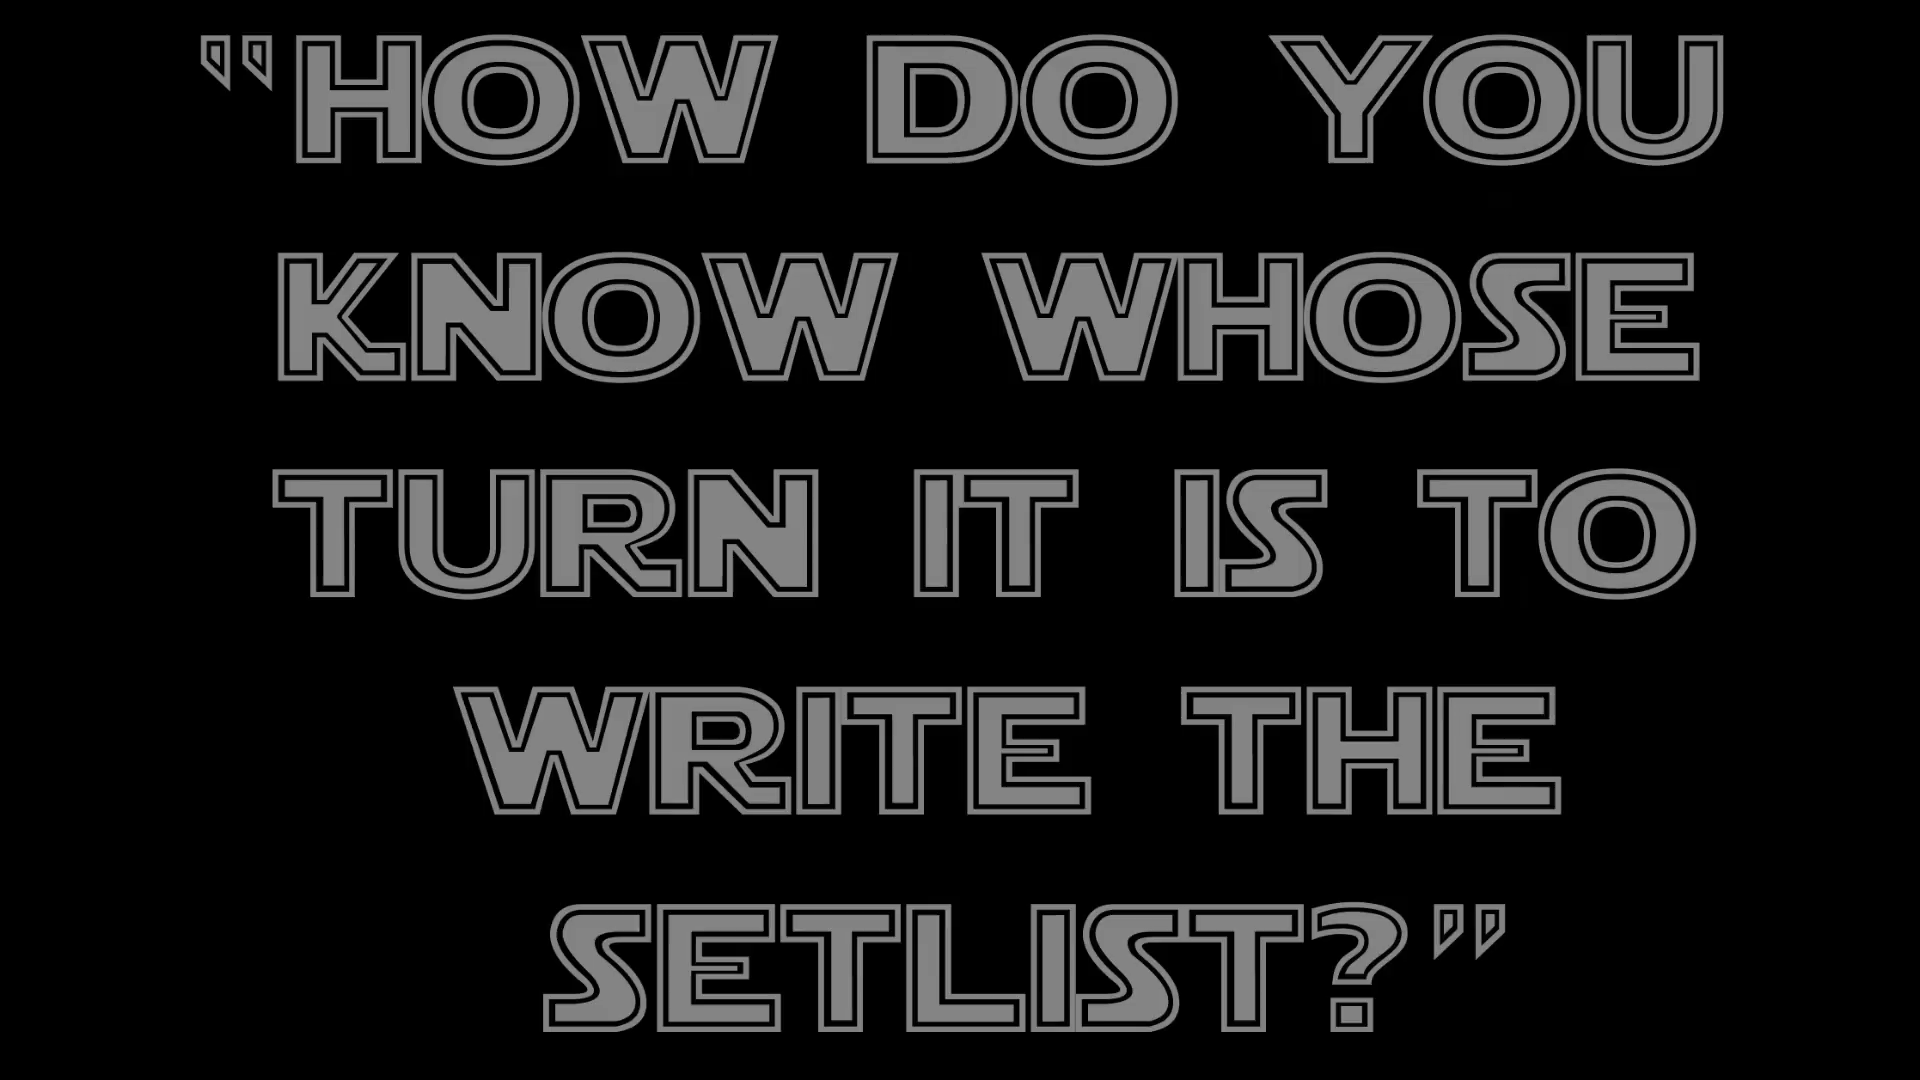 "HOW DO YOU
KNOW WHOSE
TURN IT IS TO
WRITE THE
SETLIST?"